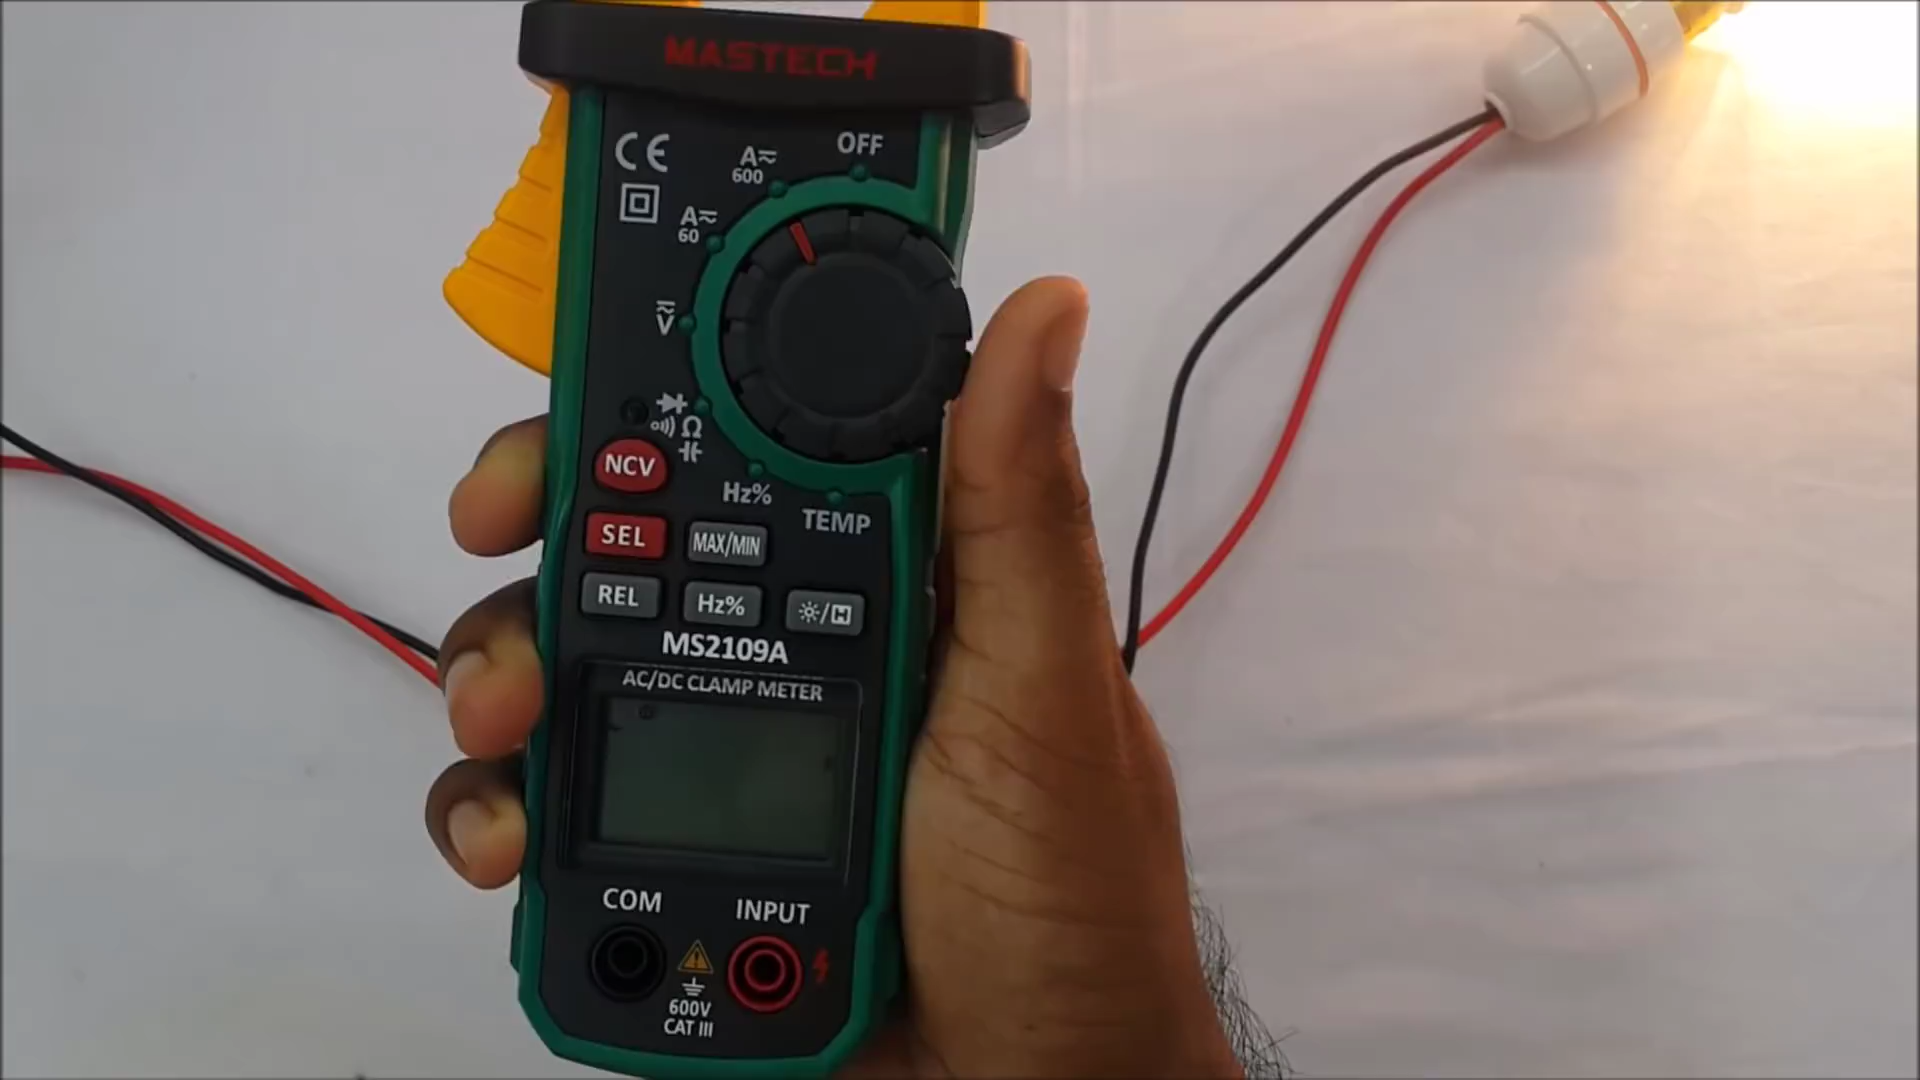 MASTECH
CE
OFF
A
600
A
60
V
Ω
NCV
Hz%
TEMP
SEL
MAX/MIN
REL
Hz%
MS2109A
AC/DC CLAMP METER
COM
INPUT
600V
CAT III